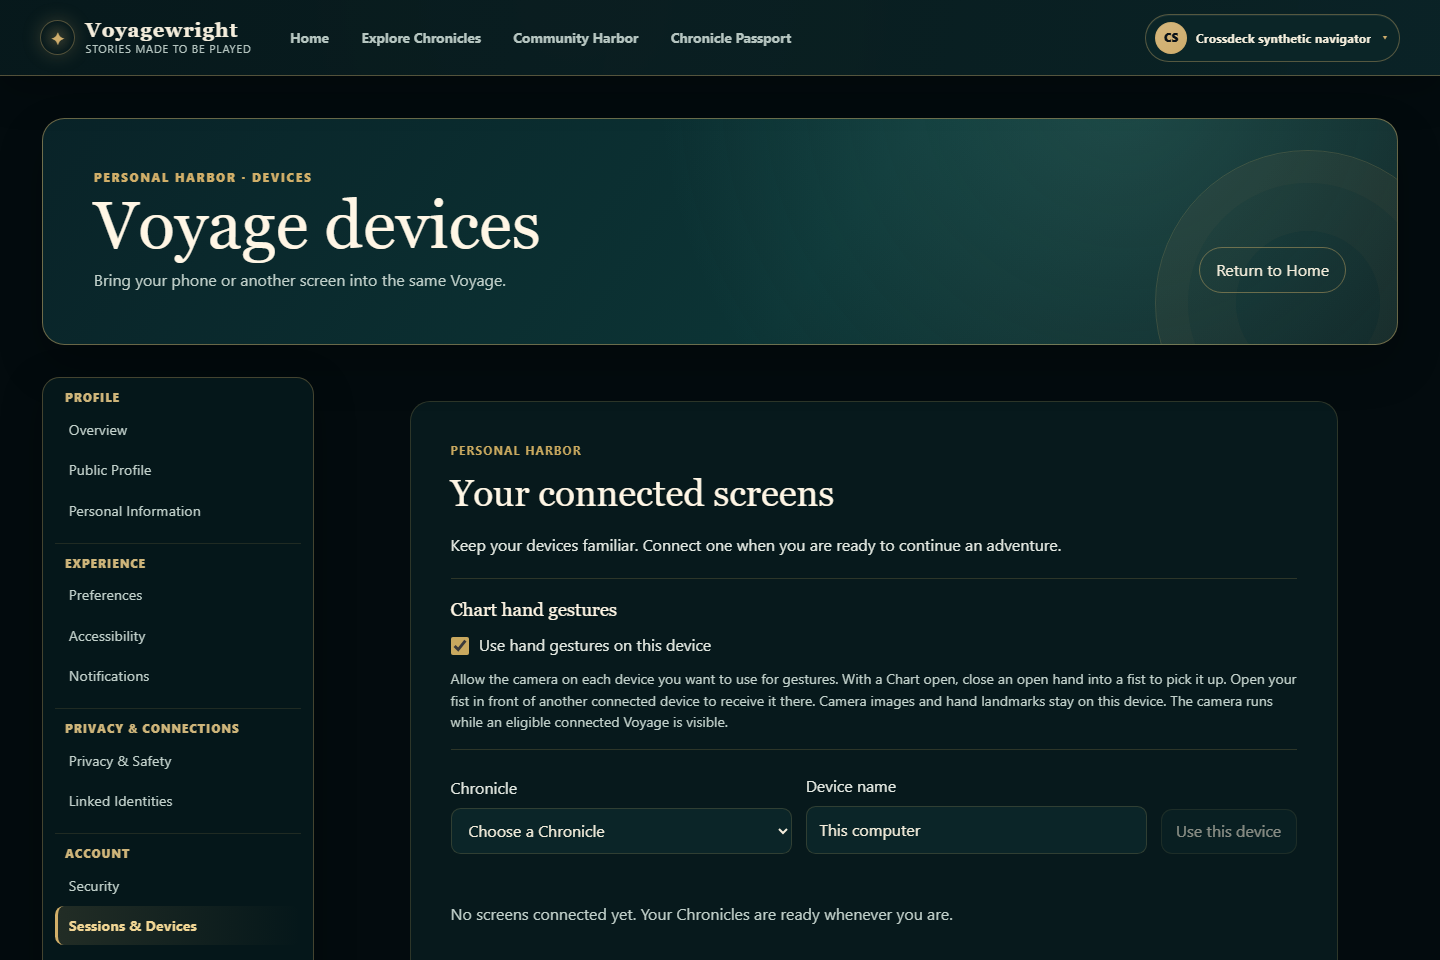 Voyagewright
STORIES MADE TO BE PLAYED
Home
Explore Chronicles
Community Harbor
Chronicle Passport
CS
Crossdeck synthetic navigator
PERSONAL HARBOR · DEVICES
Voyage devices
Bring your phone or another screen into the same Voyage.
Return to Home
PROFILE
Overview
Public Profile
Personal Information
EXPERIENCE
Preferences
Accessibility
Notifications
PRIVACY & CONNECTIONS
Privacy & Safety
Linked Identities
ACCOUNT
Security
Sessions & Devices
PERSONAL HARBOR
Your connected screens
Keep your devices familiar. Connect one when you are ready to continue an adventure.
Chart hand gestures
Use hand gestures on this device
Allow the camera on each device you want to use for gestures. With a Chart open, close an open hand into a fist to pick it up. Open your
fist in front of another connected device to receive it there. Camera images and hand landmarks stay on this device. The camera runs
while an eligible connected Voyage is visible.
Chronicle
Choose a Chronicle
Device name
This computer
Use this device
No screens connected yet. Your Chronicles are ready whenever you are.